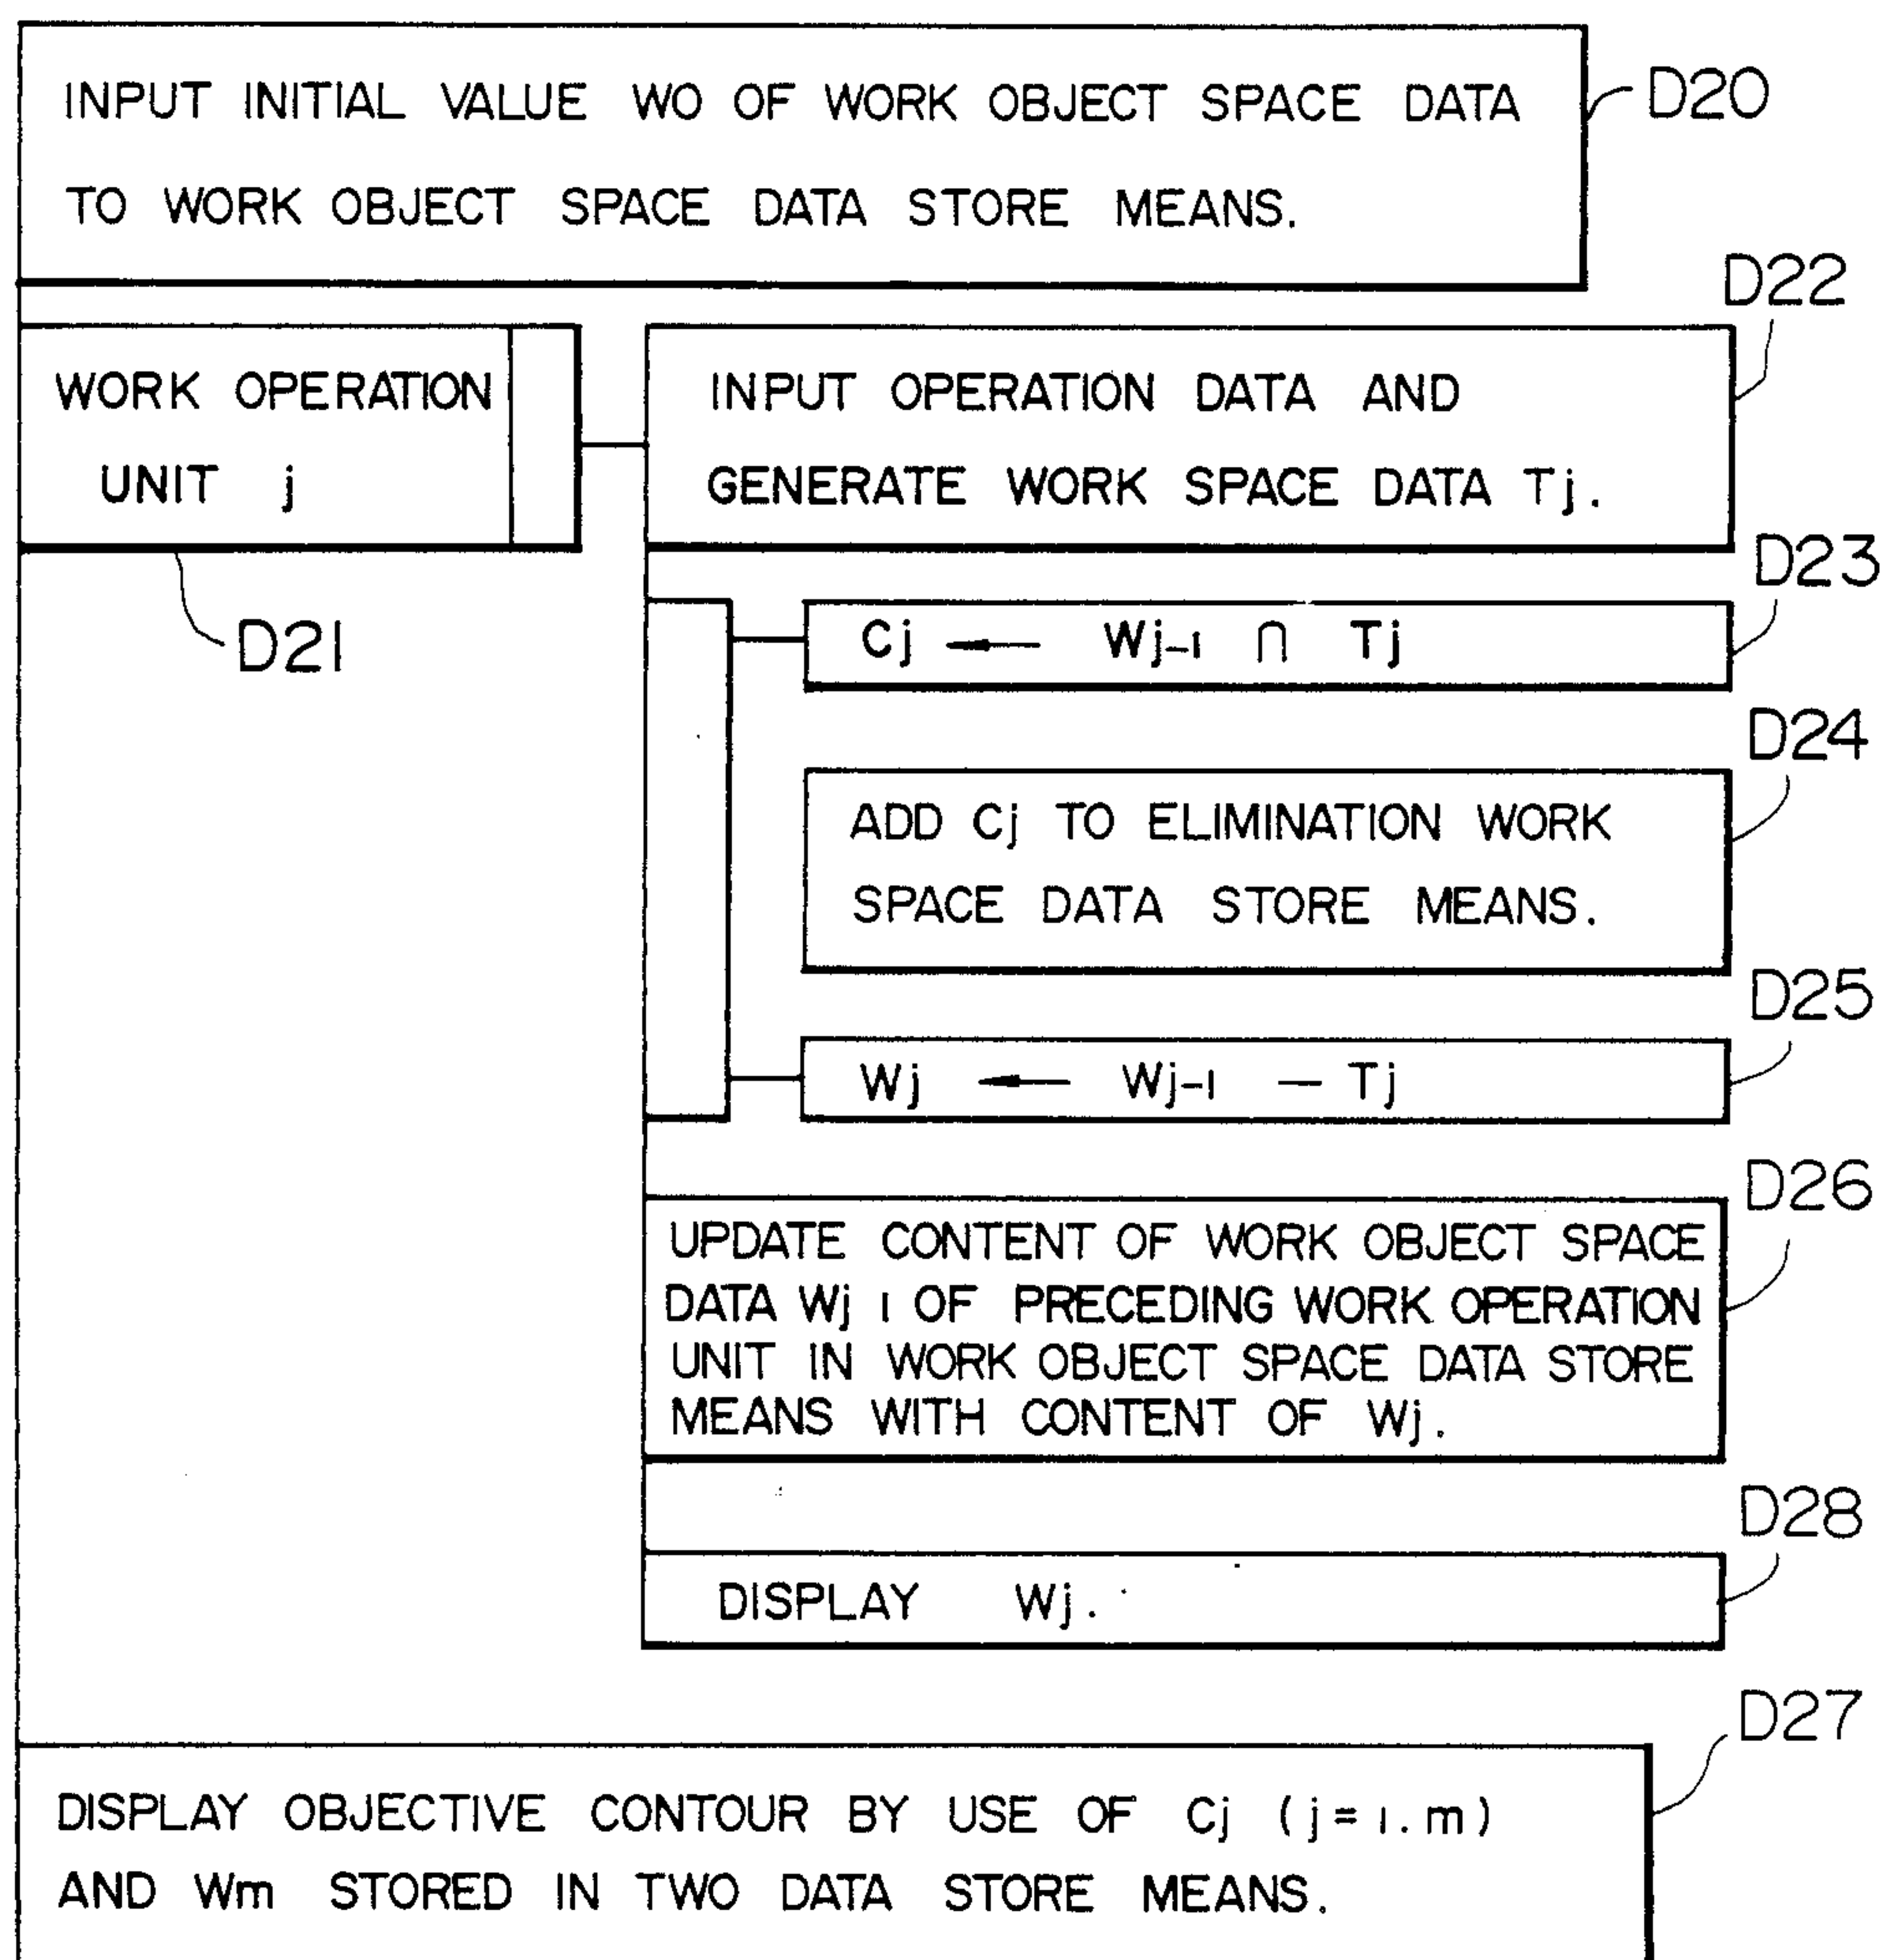 INPUT INITIAL VALUE WO OF WORK OBJECT SPACE DATA
TO WORK OBJECT SPACE DATA STORE MEANS.
D20
D22
WORK OPERATION
UNIT j
D21
INPUT OPERATION DATA AND
GENERATE WORK SPACE DATA Tj.
D23
Cj ← Wj-1 ∩ Tj
D24
ADD Cj TO ELIMINATION WORK
SPACE DATA STORE MEANS.
D25
Wj ← Wj-1 — Tj
D26
UPDATE CONTENT OF WORK OBJECT SPACE
DATA Wj 1 OF PRECEDING WORK OPERATION
UNIT IN WORK OBJECT SPACE DATA STORE
MEANS WITH CONTENT OF Wj.
D28
DISPLAY Wj.
D27
DISPLAY OBJECTIVE CONTOUR BY USE OF Cj (j=1.m)
AND Wm STORED IN TWO DATA STORE MEANS.